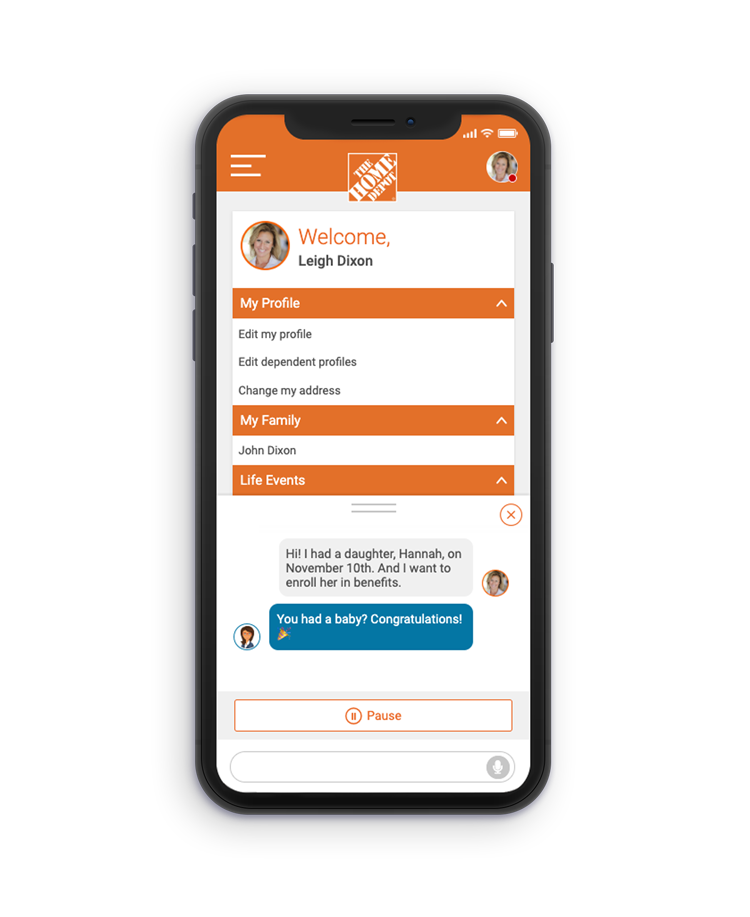 THE
HOME
DEPOT
Welcome,
Leigh Dixon
My Profile
Edit my profile
Edit dependent profiles
Change my address
My Family
John Dixon
Life Events
Hi! I had a daughter, Hannah, on
November 10th. And I want to
enroll her in benefits.
You had a baby? Congratulations!
🎉
Pause